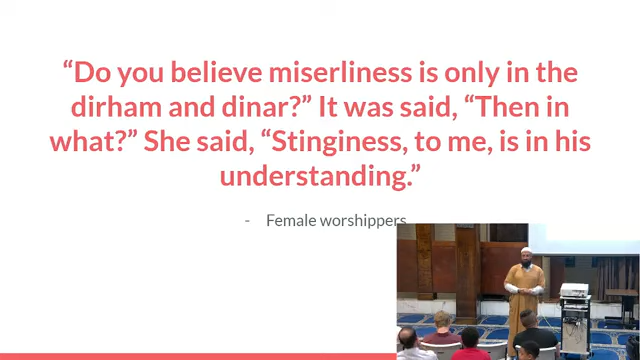 “Do you believe miserliness is only in the
dirham and dinar?” It was said, “Then in
what?” She said, “Stinginess, to me, is in his
understanding.”
- Female worshippers